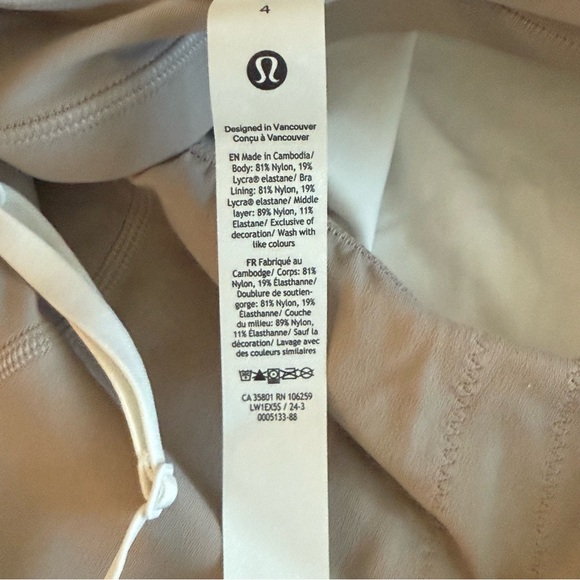 4
Designed in Vancouver
Conçu à Vancouver
EN Made in Cambodia/
Body: 81% Nylon, 19%
Lycra® elastane/ Bra
Lining: 81% Nylon, 19%
Lycra® elastane/ Middle
layer: 89% Nylon, 11%
Elastane/ Exclusive of
decoration/ Wash with
like colours
FR Fabriqué au
Cambodge/ Corps: 81%
Nylon, 19% Élasthanne/
Doublure de soutien-
gorge: 81% Nylon, 19%
Élasthanne/ Couche
du milieu: 89% Nylon,
11% Élasthanne/ Sauf la
décoration/ Lavage avec
des couleurs similaires
CA 35801 RN 106259
LW1EX5S / 24-3
0005133-88